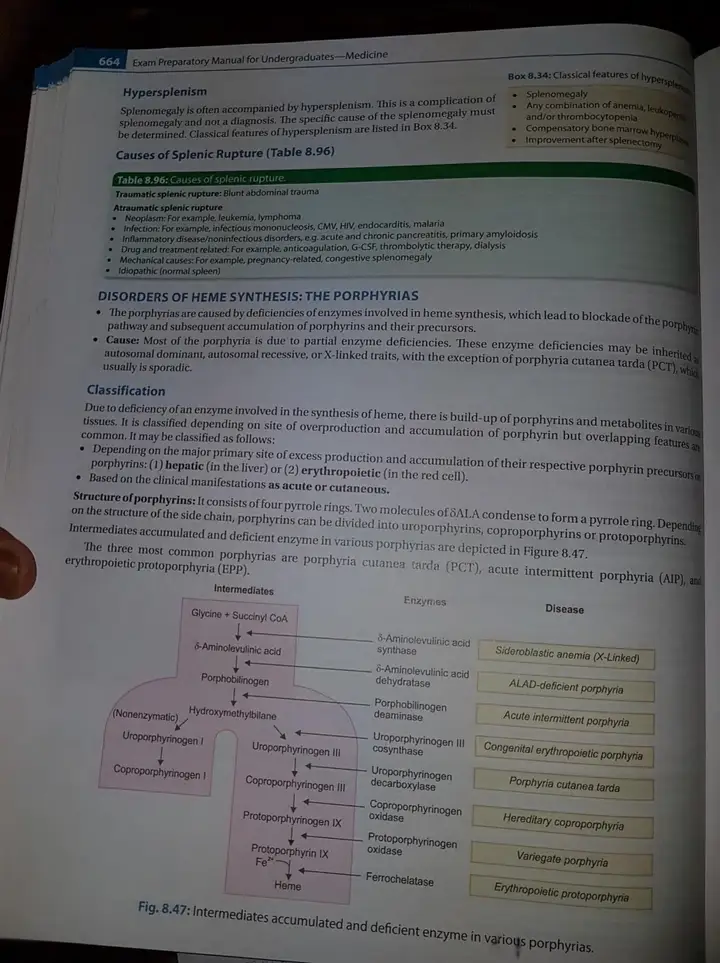 664 Exam Preparatory Manual for Undergraduates—Medicine
Hypersplenism
Splenomegaly is often accompanied by hypersplenism. This is a complication of
splenomegaly and not a diagnosis. The specific cause of the splenomegaly must
be determined. Classical features of hypersplenism are listed in Box 8.34.
Box 8.34: Classical features of
• Splenomegaly
• Any combination of anemia,
and/or thrombocytopenia
• Compensatory bone marrow
• Improvement after splenectomy
Causes of Splenic Rupture (Table 8.96)
Table 8.96: Causes of splenic rupture.
Traumatic splenic rupture: Blunt abdominal trauma
Atraumatic splenic rupture
• Neoplasm: For example, leukemia, lymphoma
• Infection: For example, infectious mononucleosis, CMV, HIV, endocarditis, malaria
• Inflammatory disease/noninfectious disorders, e.g. acute and chronic pancreatitis, primary amyloidosis
• Drug and treatment related: For example, anticoagulation, G-CSF, thrombolytic therapy, dialysis
• Mechanical causes: For example, pregnancy-related, congestive splenomegaly
• Idiopathic (normal spleen)
DISORDERS OF HEME SYNTHESIS: THE PORPHYRIAS
• The porphyrias are caused by deficiencies of enzymes involved in heme synthesis, which lead to blockade of the
pathway and subsequent accumulation of porphyrins and their precursors.
• Cause: Most of the porphyria is due to partial enzyme deficiencies. These enzyme deficiencies may be inherited
autosomal dominant, autosomal recessive, or X-linked traits, with the exception of porphyria cutanea tarda (PCT),
usually is sporadic.
Classification
Due to deficiency of an enzyme involved in the synthesis of heme, there is build-up of porphyrins and metabolites in
tissues. It is classified depending on site of overproduction and accumulation of porphyrin but overlapping features
common. It may be classified as follows:
• Depending on the major primary site of excess production and accumulation of their respective porphyrin precursors
porphyrins: (1) hepatic (in the liver) or (2) erythropoietic (in the red cell).
• Based on the clinical manifestations as acute or cutaneous.
Structure of porphyrins: It consists of four pyrrole rings. Two molecules of δALA condense to form a pyrrole ring. Depending
on the structure of the side chain, porphyrins can be divided into uroporphyrins, coproporphyrins or protoporphyrins.
Intermediates accumulated and deficient enzyme in various porphyrias are depicted in Figure 8.47.
The three most common porphyrias are porphyria cutanea tarda (PCT), acute intermittent porphyria (AIP), and
erythropoietic protoporphyria (EPP).
Intermediates Enzymes Disease
Glycine + Succinyl CoA
δ-Aminolevulinic acid
synthase
Sideroblastic anemia (X-Linked)
δ-Aminolevulinic acid
δ-Aminolevulinic acid
dehydratase
ALAD-deficient porphyria
Porphobilinogen
Porphobilinogen
deaminase
Acute intermittent porphyria
(Nonenzymatic) Hydroxymethylbilane
Uroporphyrinogen III
cosynthase
Congenital erythropoietic porphyria
Uroporphyrinogen I
Uroporphyrinogen III
Uroporphyrinogen
decarboxylase
Porphyria cutanea tarda
Coproporphyrinogen I
Coproporphyrinogen III
Coproporphyrinogen
oxidase
Hereditary coproporphyria
Protoporphyrinogen IX
Protoporphyrinogen
oxidase
Variegate porphyria
Protoporphyrin IX
Fe²⁺
Ferrochelatase
Erythropoietic protoporphyria
Heme
Fig. 8.47: Intermediates accumulated and deficient enzyme in various porphyrias.